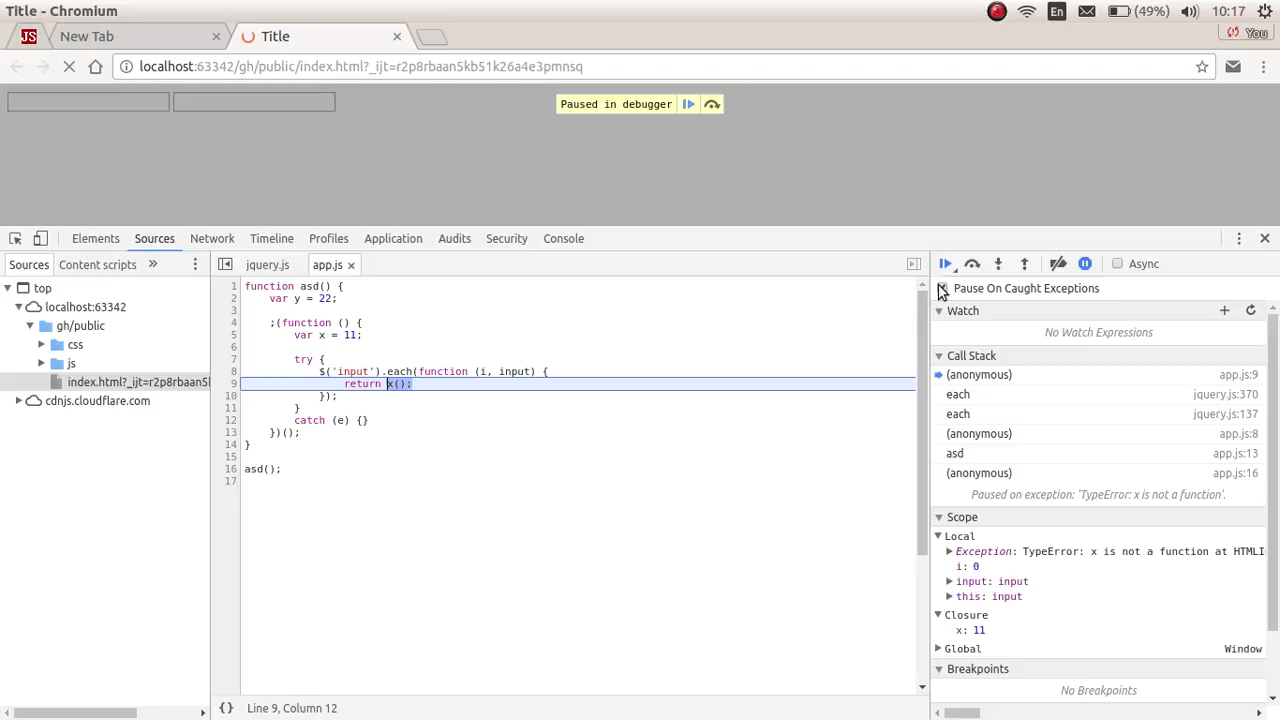 Title - Chromium
En
(49%)
10:17
JS
New Tab
Title
You
localhost:63342/gh/public/index.html?_ijt=r2p8rbaan5kb51k26a4e3pmnsq
Paused in debugger
Elements
Sources
Network
Timeline
Profiles
Application
Audits
Security
Console
Sources
Content scripts
»
jquery.js
app.js
Async
top
localhost:63342
gh/public
css
js
index.html?_ijt=r2p8rbaan5
cdnjs.cloudflare.com
1 function asd() {
2     var y = 22;
3
4     ;(function () {
5         var x = 11;
6
7         try {
8             $('input').each(function (i, input) {
9                 return x();
10             });
11         }
12         catch (e) {}
13     })();
14 }
15
16 asd();
17
{} Line 9, Column 12
Pause On Caught Exceptions
Watch
No Watch Expressions
Call Stack
(anonymous) app.js:9
each jquery.js:370
each jquery.js:137
(anonymous) app.js:8
asd app.js:13
(anonymous) app.js:16
Paused on exception: 'TypeError: x is not a function'.
Scope
Local
Exception: TypeError: x is not a function at HTMLI
i: 0
input: input
this: input
Closure
x: 11
Global Window
Breakpoints
No Breakpoints